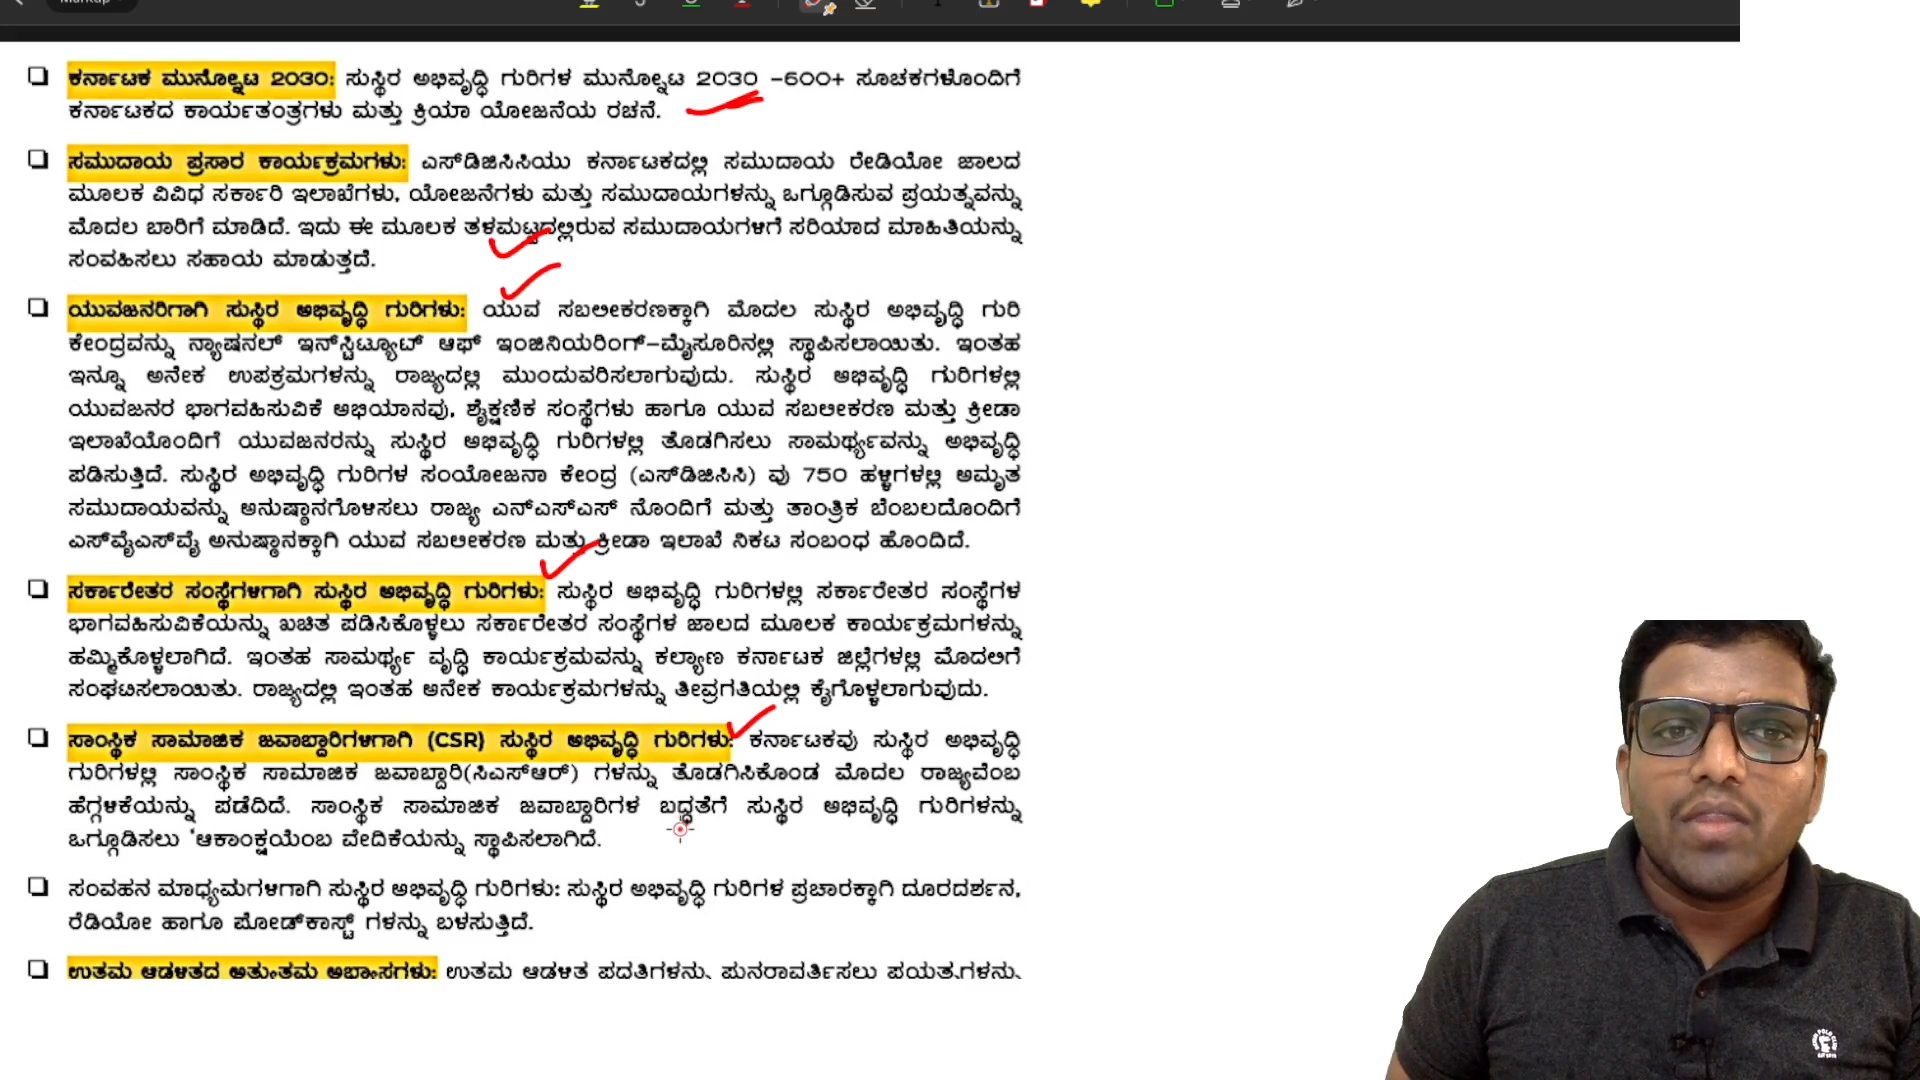 ಕರ್ನಾಟಕ ಮುನ್ನೋಟ 2030: ಸುಸ್ಥಿರ ಅಭಿವೃದ್ಧಿ ಗುರಿಗಳ ಮುನ್ನೋಟ 2030 -600+ ಸೂಚಕಗಳೊಂದಿಗೆ
ಕರ್ನಾಟಕದ ಕಾರ್ಯತಂತ್ರಗಳು ಮತ್ತು ಕ್ರಿಯಾ ಯೋಜನೆಯ ರಚನೆ.
ಸಮುದಾಯ ಪ್ರಸಾರ ಕಾರ್ಯಕ್ರಮಗಳು: ಎಸ್‌ಡಿಜಿಸಿಸಿಯು ಕರ್ನಾಟಕದಲ್ಲಿ ಸಮುದಾಯ ರೇಡಿಯೋ ಜಾಲದ
ಮೂಲಕ ವಿವಿಧ ಸರ್ಕಾರಿ ಇಲಾಖೆಗಳು, ಯೋಜನೆಗಳು ಮತ್ತು ಸಮುದಾಯಗಳನ್ನು ಒಗ್ಗೂಡಿಸುವ ಪ್ರಯತ್ನವನ್ನು
ಮೊದಲ ಬಾರಿಗೆ ಮಾಡಿದೆ. ಇದು ಈ ಮೂಲಕ ತಳಮಟ್ಟದಲ್ಲಿರುವ ಸಮುದಾಯಗಳಿಗೆ ಸರಿಯಾದ ಮಾಹಿತಿಯನ್ನು
ಸಂವಹಿಸಲು ಸಹಾಯ ಮಾಡುತ್ತದೆ.
ಯುವಜನರಿಗಾಗಿ ಸುಸ್ಥಿರ ಅಭಿವೃದ್ಧಿ ಗುರಿಗಳು: ಯುವ ಸಬಲೀಕರಣಕ್ಕಾಗಿ ಮೊದಲ ಸುಸ್ಥಿರ ಅಭಿವೃದ್ಧಿ ಗುರಿ
ಕೇಂದ್ರವನ್ನು ನ್ಯಾಷನಲ್ ಇನ್‌ಸ್ಟಿಟ್ಯೂಟ್ ಆಫ್ ಇಂಜಿನಿಯರಿಂಗ್–ಮೈಸೂರಿನಲ್ಲಿ ಸ್ಥಾಪಿಸಲಾಯಿತು. ಇಂತಹ
ಇನ್ನೂ ಅನೇಕ ಉಪಕ್ರಮಗಳನ್ನು ರಾಜ್ಯದಲ್ಲಿ ಮುಂದುವರಿಸಲಾಗುವುದು. ಸುಸ್ಥಿರ ಅಭಿವೃದ್ಧಿ ಗುರಿಗಳಲ್ಲಿ
ಯುವಜನರ ಭಾಗವಹಿಸುವಿಕೆ ಅಭಿಯಾನವು, ಶೈಕ್ಷಣಿಕ ಸಂಸ್ಥೆಗಳು ಹಾಗೂ ಯುವ ಸಬಲೀಕರಣ ಮತ್ತು ಕ್ರೀಡಾ
ಇಲಾಖೆಯೊಂದಿಗೆ ಯುವಜನರನ್ನು ಸುಸ್ಥಿರ ಅಭಿವೃದ್ಧಿ ಗುರಿಗಳಲ್ಲಿ ತೊಡಗಿಸಲು ಸಾಮರ್ಥ್ಯವನ್ನು ಅಭಿವೃದ್ಧಿ
ಪಡಿಸುತ್ತಿದೆ. ಸುಸ್ಥಿರ ಅಭಿವೃದ್ಧಿ ಗುರಿಗಳ ಸಂಯೋಜನಾ ಕೇಂದ್ರ (ಎಸ್‌ಡಿಜಿಸಿಸಿ) ವು 750 ಹಳ್ಳಿಗಳಲ್ಲಿ ಅಮೃತ
ಸಮುದಾಯವನ್ನು ಅನುಷ್ಠಾನಗೊಳಿಸಲು ರಾಜ್ಯ ಎನ್‌ಎಸ್‌ಎಸ್ ನೊಂದಿಗೆ ಮತ್ತು ತಾಂತ್ರಿಕ ಬೆಂಬಲದೊಂದಿಗೆ
ಎಸ್‌ವೈಎಸ್‌ವೈ ಅನುಷ್ಠಾನಕ್ಕಾಗಿ ಯುವ ಸಬಲೀಕರಣ ಮತ್ತು ಕ್ರೀಡಾ ಇಲಾಖೆ ನಿಕಟ ಸಂಬಂಧ ಹೊಂದಿದೆ.
ಸರ್ಕಾರೇತರ ಸಂಸ್ಥೆಗಳಿಗಾಗಿ ಸುಸ್ಥಿರ ಅಭಿವೃದ್ಧಿ ಗುರಿಗಳು: ಸುಸ್ಥಿರ ಅಭಿವೃದ್ಧಿ ಗುರಿಗಳಲ್ಲಿ ಸರ್ಕಾರೇತರ ಸಂಸ್ಥೆಗಳ
ಭಾಗವಹಿಸುವಿಕೆಯನ್ನು ಖಚಿತ ಪಡಿಸಿಕೊಳ್ಳಲು ಸರ್ಕಾರೇತರ ಸಂಸ್ಥೆಗಳ ಜಾಲದ ಮೂಲಕ ಕಾರ್ಯಕ್ರಮಗಳನ್ನು
ಹಮ್ಮಿಕೊಳ್ಳಲಾಗಿದೆ. ಇಂತಹ ಸಾಮರ್ಥ್ಯ ವೃದ್ಧಿ ಕಾರ್ಯಕ್ರಮವನ್ನು ಕಲ್ಯಾಣ ಕರ್ನಾಟಕ ಜಿಲ್ಲೆಗಳಲ್ಲಿ ಮೊದಲಿಗೆ
ಸಂಘಟಿಸಲಾಯಿತು. ರಾಜ್ಯದಲ್ಲಿ ಇಂತಹ ಅನೇಕ ಕಾರ್ಯಕ್ರಮಗಳನ್ನು ತೀವ್ರಗತಿಯಲ್ಲಿ ಕೈಗೊಳ್ಳಲಾಗುವುದು.
ಸಾಂಸ್ಥಿಕ ಸಾಮಾಜಿಕ ಜವಾಬ್ದಾರಿಗಳಿಗಾಗಿ (CSR) ಸುಸ್ಥಿರ ಅಭಿವೃದ್ಧಿ ಗುರಿಗಳು: ಕರ್ನಾಟಕವು ಸುಸ್ಥಿರ ಅಭಿವೃದ್ಧಿ
ಗುರಿಗಳಲ್ಲಿ ಸಾಂಸ್ಥಿಕ ಸಾಮಾಜಿಕ ಜವಾಬ್ದಾರಿ(ಸಿಎಸ್‌ಆರ್) ಗಳನ್ನು ತೊಡಗಿಸಿಕೊಂಡ ಮೊದಲ ರಾಜ್ಯವೆಂಬ
ಹೆಗ್ಗಳಿಕೆಯನ್ನು ಪಡೆದಿದೆ. ಸಾಂಸ್ಥಿಕ ಸಾಮಾಜಿಕ ಜವಾಬ್ದಾರಿಗಳ ಬದ್ಧತೆಗೆ ಸುಸ್ಥಿರ ಅಭಿವೃದ್ಧಿ ಗುರಿಗಳನ್ನು
ಒಗ್ಗೂಡಿಸಲು ‘ಆಕಾಂಕ್ಷಯೆಂಬ ವೇದಿಕೆಯನ್ನು ಸ್ಥಾಪಿಸಲಾಗಿದೆ.
ಸಂವಹನ ಮಾಧ್ಯಮಗಳಿಗಾಗಿ ಸುಸ್ಥಿರ ಅಭಿವೃದ್ಧಿ ಗುರಿಗಳು: ಸುಸ್ಥಿರ ಅಭಿವೃದ್ಧಿ ಗುರಿಗಳ ಪ್ರಚಾರಕ್ಕಾಗಿ ದೂರದರ್ಶನ,
ರೆಡಿಯೋ ಹಾಗೂ ಪೋಡ್‌ಕಾಸ್ಟ್ ಗಳನ್ನು ಬಳಸುತ್ತಿದೆ.
ಉತ್ತಮ ಆಡಳಿತದ ಅತ್ಯುತ್ತಮ ಅಭ್ಯಾಸಗಳು: ಉತ್ತಮ ಆಡಳಿತ ಪದ್ಧತಿಗಳನ್ನು ಪುನರಾವರ್ತಿಸಲು ಪ್ರಯತ್ನಗಳನ್ನು